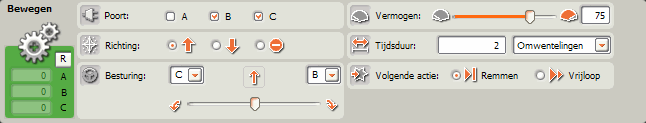 Bewegen
R
0 A
0 B
0 C
Poort: A B C
Richting:
Besturing: C B
Vermogen: 75
Tijdsduur: 2 Omwentelingen
Volgende actie: Remmen Vrijloop